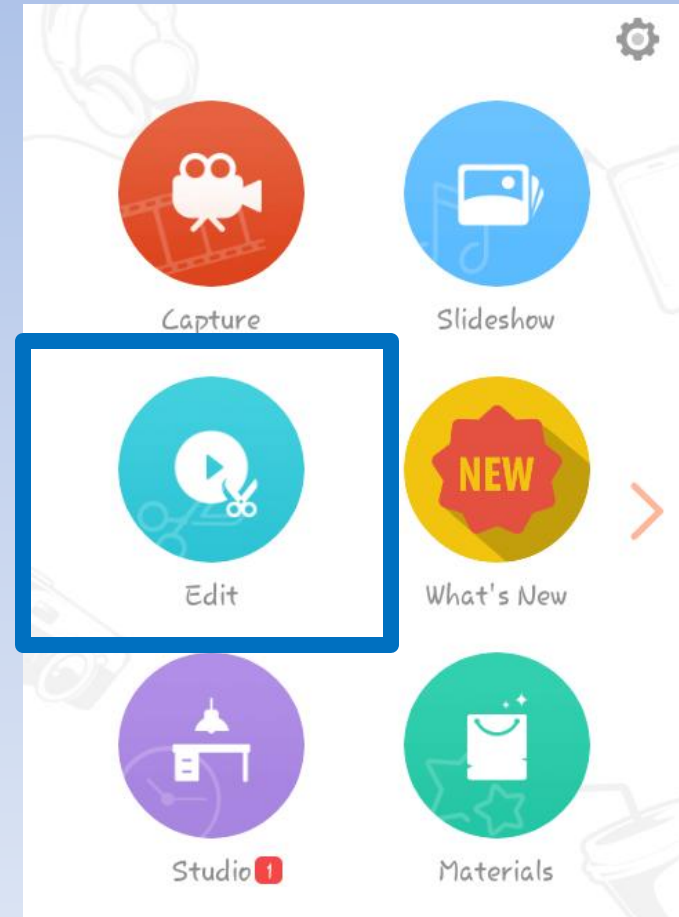 Capture
Slideshow
NEW
Edit
What's New
Studio 1
Materials